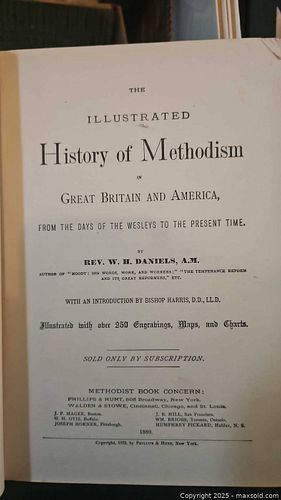 THE
ILLUSTRATED
History of Methodism
IN
GREAT BRITAIN AND AMERICA,
FROM THE DAYS OF THE WESLEYS TO THE PRESENT TIME.
BY
REV. W. H. DANIELS, A.M.
AUTHOR OF "MOODY: HIS WORDS, WORK, AND WORKERS;" "THE TEMPERANCE REFORM
AND ITS GREAT REFORMERS," ETC.
WITH AN INTRODUCTION BY BISHOP HARRIS, D.D., LL.D.
Illustrated with over 250 Engravings, Maps, and Charts.
SOLD ONLY BY SUBSCRIPTION.
METHODIST BOOK CONCERN:
PHILLIPS & HUNT, 805 Broadway, New York.
WALDEN & STOWE, Cincinnati, Chicago, and St. Louis.
J. P. MAGEE, Boston.
H. H. OTIS, Buffalo.
JOSEPH HORNER, Pittsburgh.
J. B. HILL, San Francisco.
WM. BRIGGS, Toronto, Canada.
HUMPHREY PICKARD, Halifax, N. S.
1880.
Copyright, 1879, by PHILLIPS & HUNT, New York.
Copyright 2025 - maxsold.com